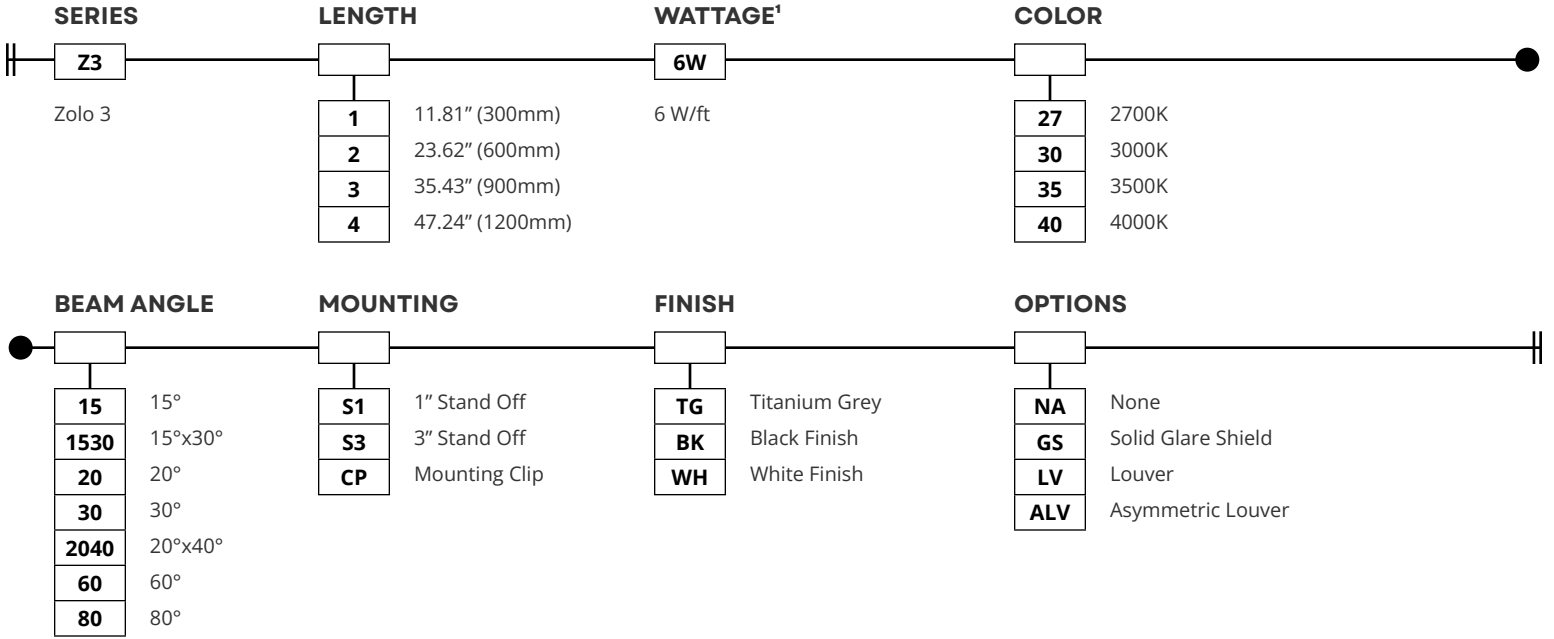 SERIES LENGTH WATTAGE¹ COLOR
Z3 6W
Zolo 3 1 11.81” (300mm) 6 W/ft 27 2700K
2 23.62” (600mm) 30 3000K
3 35.43” (900mm) 35 3500K
4 47.24” (1200mm) 40 4000K
BEAM ANGLE MOUNTING FINISH OPTIONS
15 15° S1 1” Stand Off TG Titanium Grey NA None
1530 15°x30° S3 3” Stand Off BK Black Finish GS Solid Glare Shield
20 20° CP Mounting Clip WH White Finish LV Louver
30 30° ALV Asymmetric Louver
2040 20°x40°
60 60°
80 80°